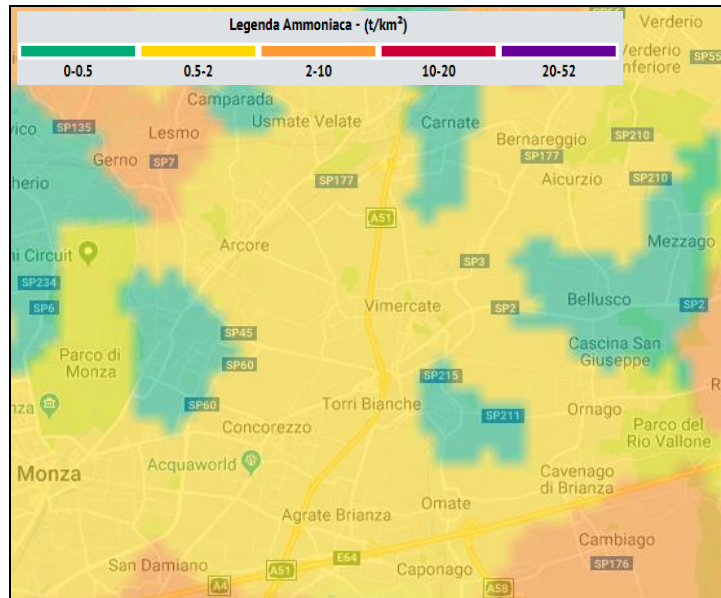 Legenda Ammoniaca - (t/km²)
0-0.5
0.5-2
2-10
10-20
20-52
Verderio
Verderio
Inferiore
SP55
Camparada
Usmate Velate
Carnate
SP135
Lesmo
Gerno
SP7
Bernareggio
SP177
SP210
SP177
Aicurzio
SP210
A51
Arcore
Mezzago
SP3
SP234
SP6
Vimercate
SP2
Bellusco
SP2
SP45
Cascina San
Giuseppe
Parco di
Monza
SP60
SP215
SP60
Torri Bianche
SP211
Ornago
Concorezzo
Parco del
Rio Vallone
Monza
Acquaworld
Cavenago
di Brianza
Omate
Agrate Brianza
Cambiago
E64
San Damiano
A51
Caponago
SP176
A4
A58